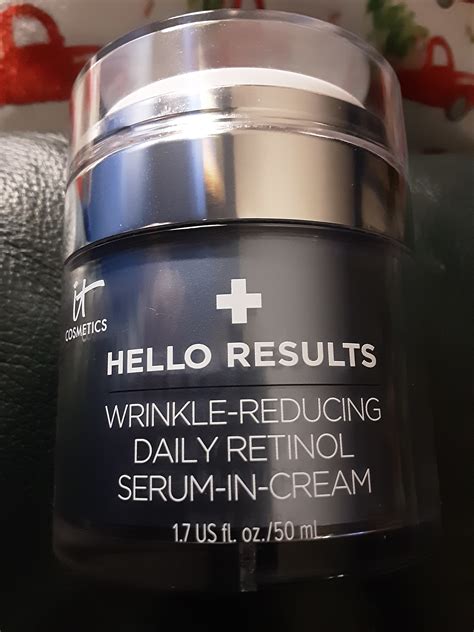 it
COSMETICS
HELLO RESULTS
WRINKLE-REDUCING
DAILY RETINOL
SERUM-IN-CREAM
1.7 US fl. oz./50 mL